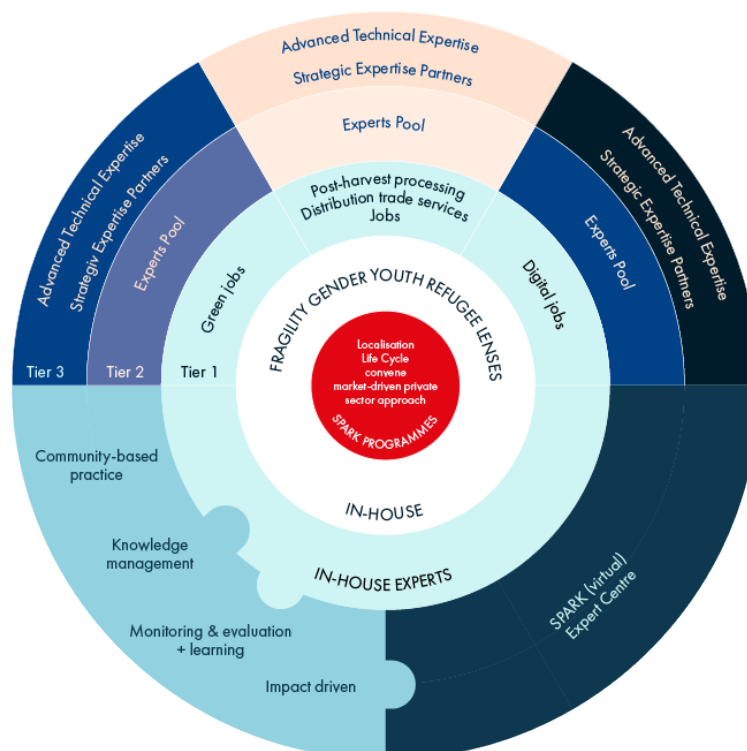 Advanced Technical Expertise
Strategic Expertise Partners
Experts Pool
Post-harvest processing
Distribution trade services
Jobs
Advanced Technical Expertise
Strategiv Expertise Partners
Experts Pool
Green jobs
Advanced Technical Expertise
Strategic Expertise Partners
Experts Pool
Digital jobs
FRAGILITY GENDER YOUTH REFUGEE LENSES
Localisation
Life Cycle
convene
market-driven private
sector approach
SPARK PROGRAMMES
Tier 3
Tier 2
Tier 1
Community-based
practice
Knowledge
management
Monitoring & evaluation
+ learning
Impact driven
IN-HOUSE
IN-HOUSE EXPERTS
SPARK (virtual)
Expert Centre